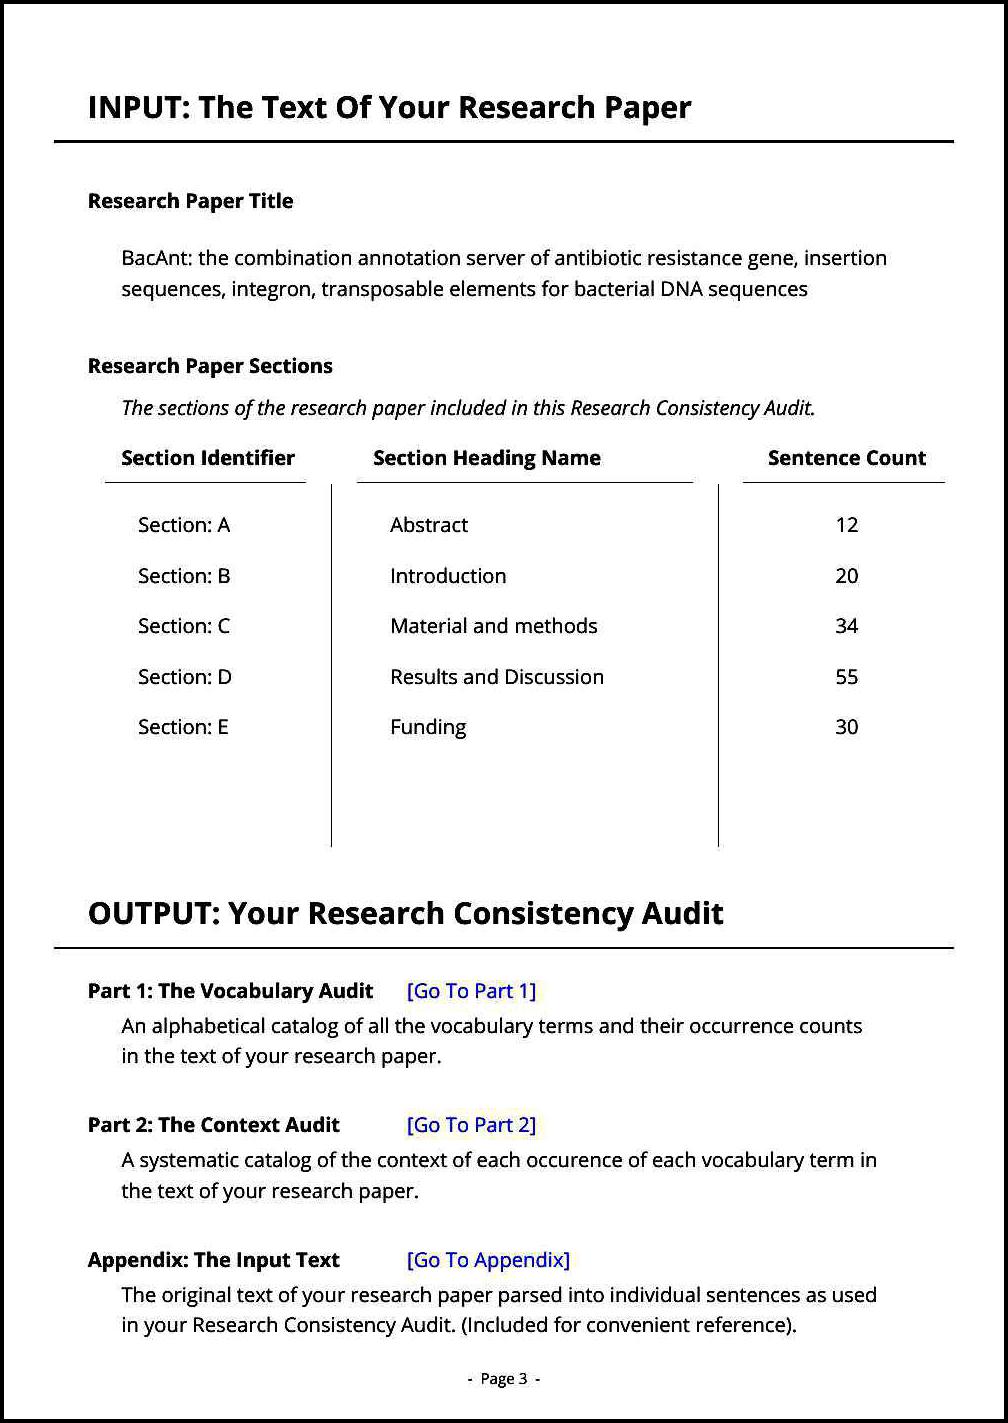 INPUT: The Text Of Your Research Paper
Research Paper Title
BacAnt: the combination annotation server of antibiotic resistance gene, insertion
sequences, integron, transposable elements for bacterial DNA sequences
Research Paper Sections
The sections of the research paper included in this Research Consistency Audit.
Section Identifier Section Heading Name Sentence Count
Section: A Abstract 12
Section: B Introduction 20
Section: C Material and methods 34
Section: D Results and Discussion 55
Section: E Funding 30
OUTPUT: Your Research Consistency Audit
Part 1: The Vocabulary Audit [Go To Part 1]
An alphabetical catalog of all the vocabulary terms and their occurrence counts
in the text of your research paper.
Part 2: The Context Audit [Go To Part 2]
A systematic catalog of the context of each occurence of each vocabulary term in
the text of your research paper.
Appendix: The Input Text [Go To Appendix]
The original text of your research paper parsed into individual sentences as used
in your Research Consistency Audit. (Included for convenient reference).
- Page 3 -